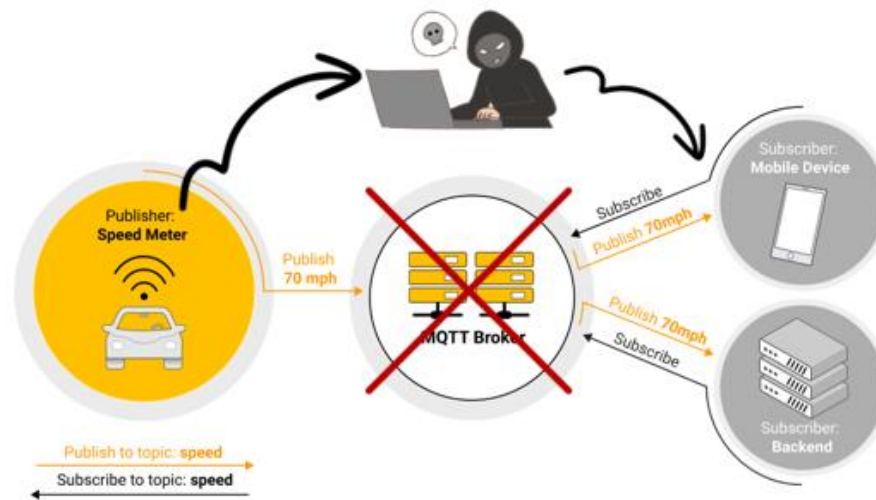 Publisher:
Speed Meter
Publish
70 mph
MQTT Broker
Subscribe
Publish 70mph
Subscriber:
Mobile Device
Publish 70mph
Subscribe
Subscriber:
Backend
Publish to topic: speed
Subscribe to topic: speed